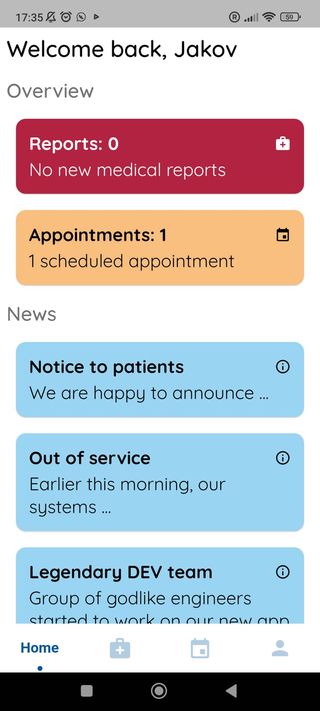 17:35
59
Welcome back, Jakov
Overview
Reports: 0
No new medical reports
Appointments: 1
1 scheduled appointment
News
Notice to patients
We are happy to announce ...
Out of service
Earlier this morning, our
systems ...
Legendary DEV team
Group of godlike engineers
started to work on our new app
Home